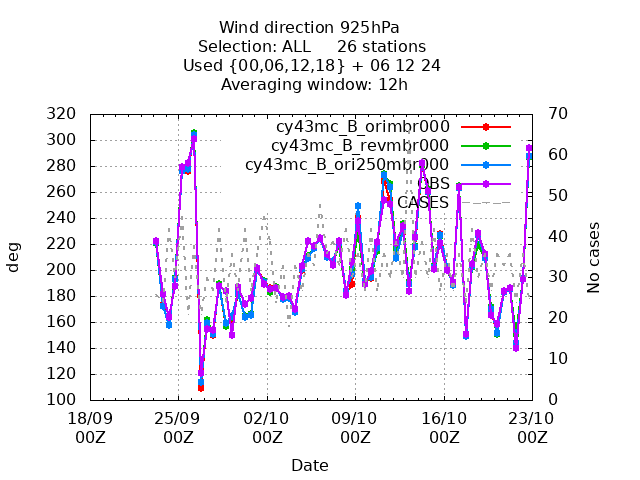 Wind direction 925hPa
Selection: ALL 26 stations
Used {00,06,12,18} + 06 12 24
Averaging window: 12h
cy43mc_B_orimbr000
cy43mc_B_revmbr000
cy43mc_B_ori250mbr000
OBS
CASES
deg
320
300
280
260
240
220
200
180
160
140
120
100
70
60
50
40
30
20
10
0
No cases
18/09 25/09 02/10 09/10 16/10 23/10
00Z 00Z 00Z 00Z 00Z 00Z
Date